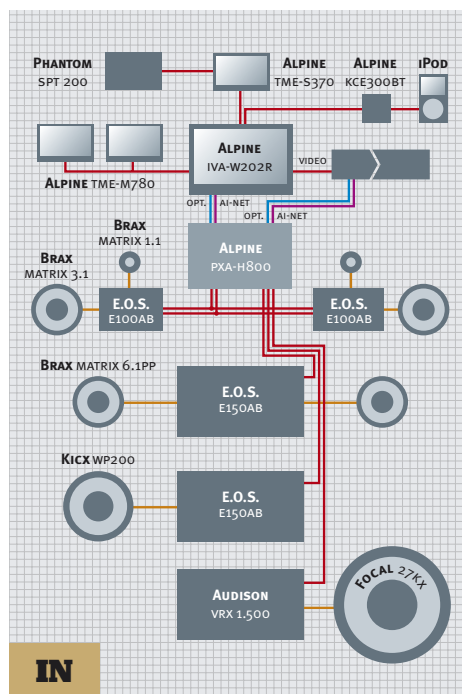 PHANTOM
SPT 200
ALPINE
TME-S370
ALPINE
KCE300BT
IPOD
ALPINE
IVA-W202R
VIDEO
ALPINE TME-M780
OPT. AI-NET
OPT. AI-NET
ALPINE
PXA-H800
BRAX
MATRIX 1.1
BRAX
MATRIX 3.1
E.O.S.
E100AB
E.O.S.
E100AB
BRAX MATRIX 6.1PP
E.O.S.
E150AB
KICX WP200
E.O.S.
E150AB
AUDISON
VRX 1.500
FOCAL 27KX
IN